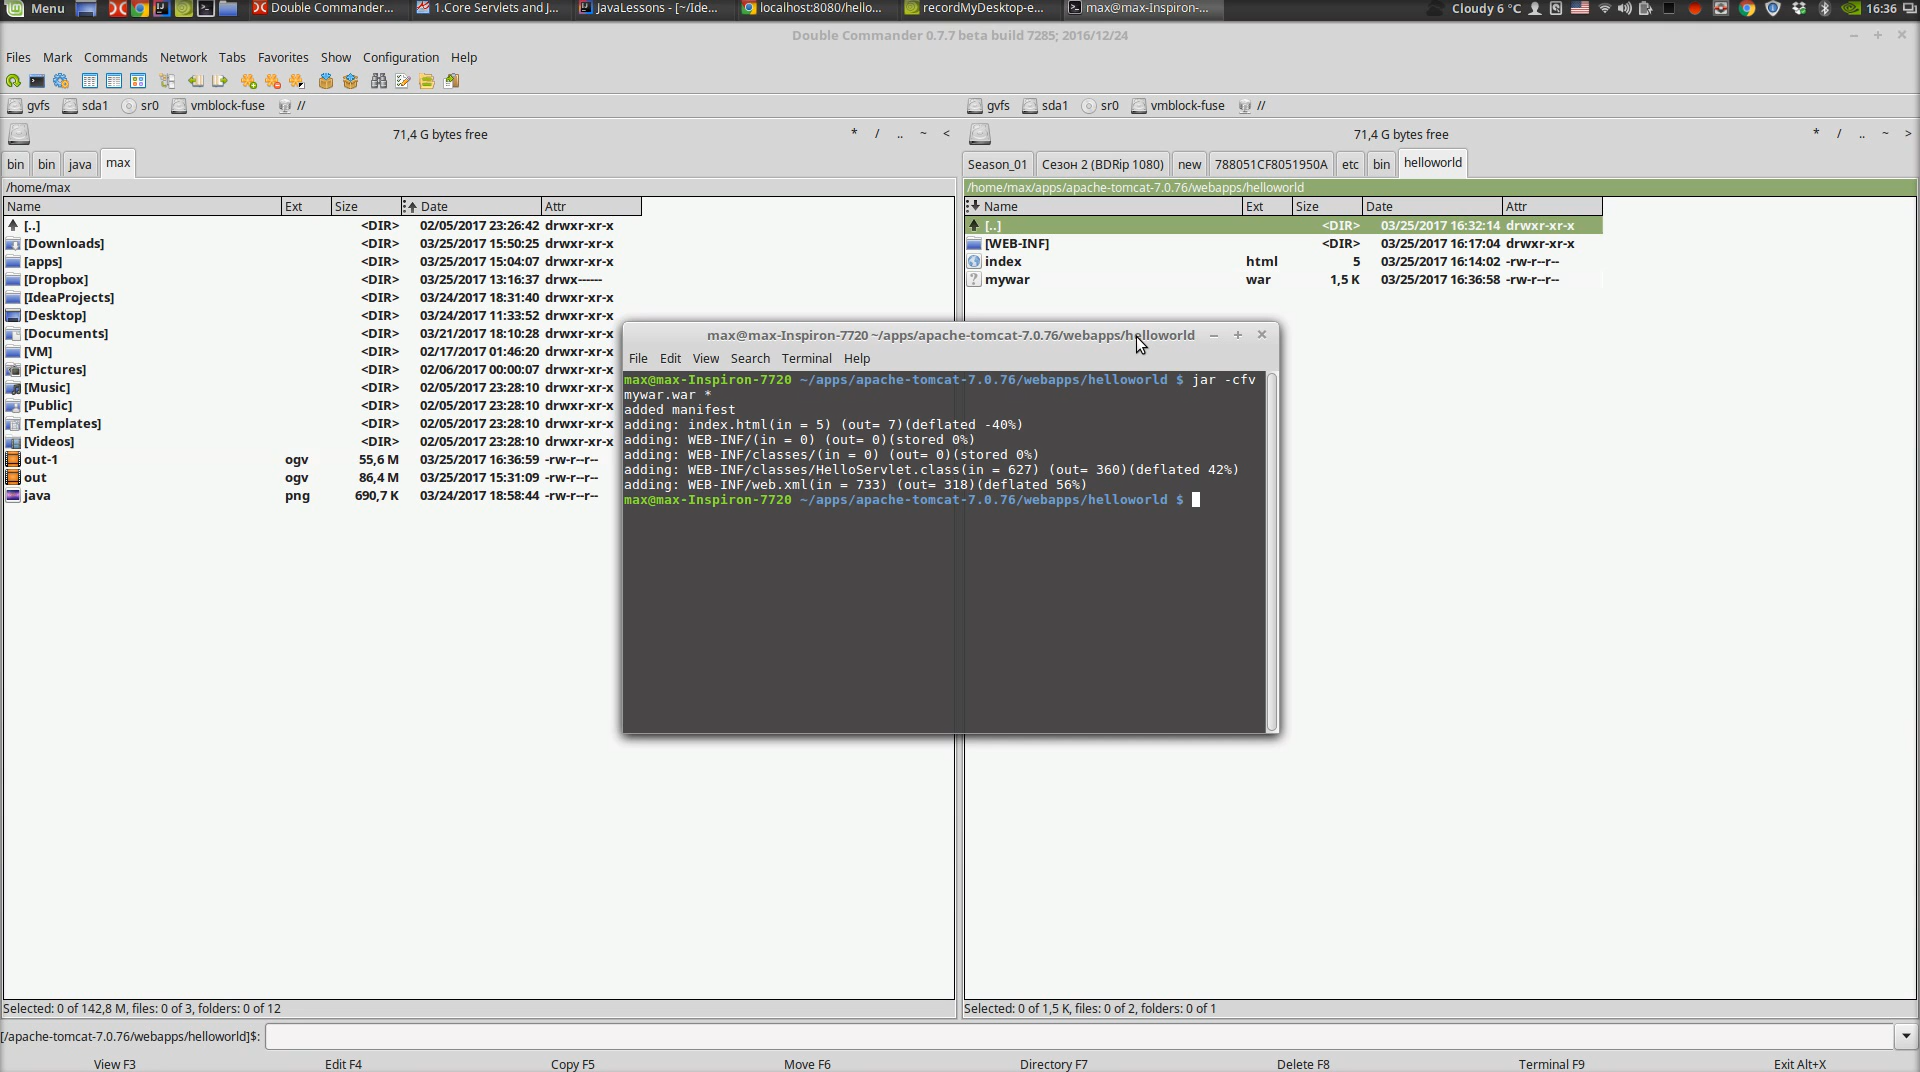 Menu Double Commander... 1.Core Servlets and J... JavaLessons - [~/Ide... localhost:8080/hello... recordMyDesktop-e... max@max-Inspiron-... Cloudy 6 °C 16:36
Double Commander 0.7.7 beta build 7285; 2016/12/24
Files Mark Commands Network Tabs Favorites Show Configuration Help
gvfs sda1 sr0 vmblock-fuse // gvfs sda1 sr0 vmblock-fuse //
71,4 G bytes free * / .. ~ < 71,4 G bytes free * / .. ~ >
bin bin java max Season_01 Сезон 2 (BDRip 1080) new 788051CF8051950A etc bin helloworld
/home/max /home/max/apps/apache-tomcat-7.0.76/webapps/helloworld
Name Ext Size Date Attr Name Ext Size Date Attr
[..] <DIR> 02/05/2017 23:26:42 drwxr-xr-x [..] <DIR> 03/25/2017 16:32:14 drwxr-xr-x
[Downloads] <DIR> 03/25/2017 15:50:25 drwxr-xr-x [WEB-INF] <DIR> 03/25/2017 16:17:04 drwxr-xr-x
[apps] <DIR> 03/25/2017 15:04:07 drwxr-xr-x index html 5 03/25/2017 16:14:02 -rw-r--r--
[Dropbox] <DIR> 03/25/2017 13:16:37 drwx------ mywar war 1,5 K 03/25/2017 16:36:58 -rw-r--r--
[IdeaProjects] <DIR> 03/24/2017 18:31:40 drwxr-xr-x
[Desktop] <DIR> 03/24/2017 11:33:52 drwxr-xr-x
[Documents] <DIR> 03/21/2017 18:10:28 drwxr-xr-x
[VM] <DIR> 02/17/2017 01:46:20 drwxr-xr-x
[Pictures] <DIR> 02/06/2017 00:00:07 drwxr-xr-x
[Music] <DIR> 02/05/2017 23:28:10 drwxr-xr-x
[Public] <DIR> 02/05/2017 23:28:10 drwxr-xr-x
[Templates] <DIR> 02/05/2017 23:28:10 drwxr-xr-x
[Videos] <DIR> 02/05/2017 23:28:10 drwxr-xr-x
out-1 ogv 55,6 M 03/25/2017 16:36:59 -rw-r--r--
out ogv 86,4 M 03/25/2017 15:31:09 -rw-r--r--
java png 690,7 K 03/24/2017 18:58:44 -rw-r--r--
max@max-Inspiron-7720 ~/apps/apache-tomcat-7.0.76/webapps/helloworld
File Edit View Search Terminal Help
max@max-Inspiron-7720 ~/apps/apache-tomcat-7.0.76/webapps/helloworld $ jar -cfv
mywar.war *
added manifest
adding: index.html(in = 5) (out= 7)(deflated -40%)
adding: WEB-INF/(in = 0) (out= 0)(stored 0%)
adding: WEB-INF/classes/(in = 0) (out= 0)(stored 0%)
adding: WEB-INF/classes/HelloServlet.class(in = 627) (out= 360)(deflated 42%)
adding: WEB-INF/web.xml(in = 733) (out= 318)(deflated 56%)
max@max-Inspiron-7720 ~/apps/apache-tomcat-7.0.76/webapps/helloworld $
Selected: 0 of 142,8 M, files: 0 of 3, folders: 0 of 12 Selected: 0 of 1,5 K, files: 0 of 2, folders: 0 of 1
[/apache-tomcat-7.0.76/webapps/helloworld]$:
View F3 Edit F4 Copy F5 Move F6 Directory F7 Delete F8 Terminal F9 Exit Alt+X